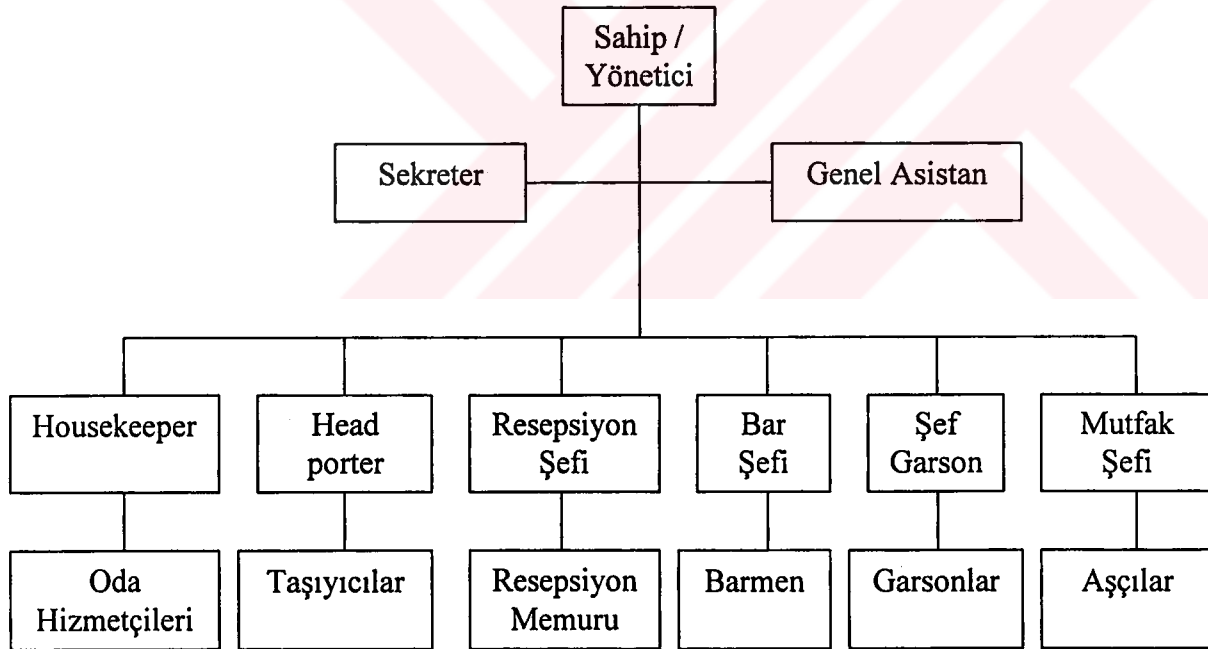 Sahip /
Yönetici
Sekreter
Genel Asistan
Housekeeper
Head
porter
Resepsiyon
Şefi
Bar
Şefi
Şef
Garson
Mutfak
Şefi
Oda
Hizmetçileri
Taşıyıcılar
Resepsiyon
Memuru
Barmen
Garsonlar
Aşçılar